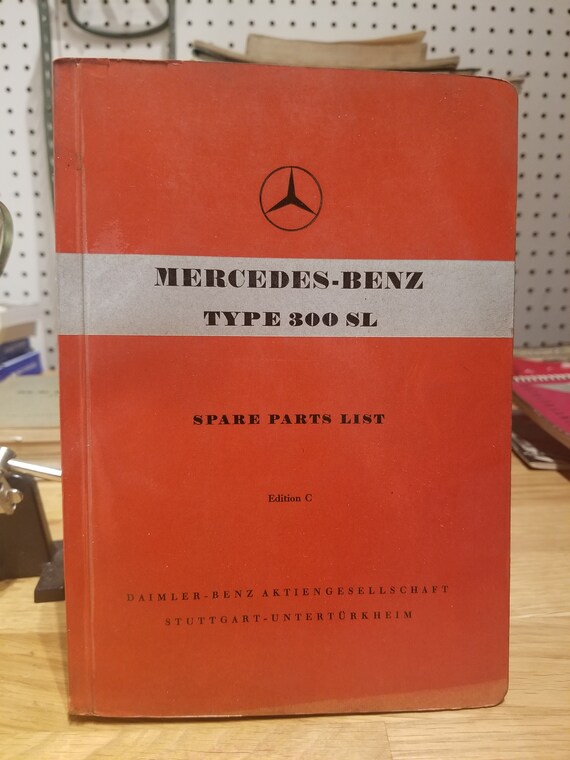 MERCEDES-BENZ
TYPE 300 SL
SPARE PARTS LIST
Edition C
DAIMLER-BENZ AKTIENGESELLSCHAFT
STUTTGART-UNTERTÜRKHEIM